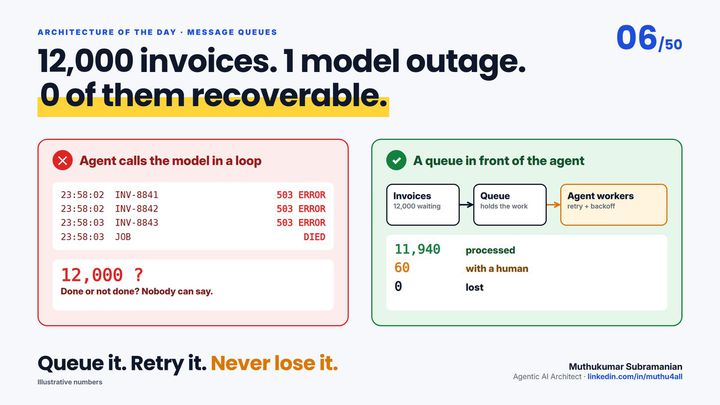 ARCHITECTURE OF THE DAY · MESSAGE QUEUES
06/50
12,000 invoices. 1 model outage.
0 of them recoverable.
Agent calls the model in a loop
23:58:02 INV-8841 503 ERROR
23:58:02 INV-8842 503 ERROR
23:58:03 INV-8843 503 ERROR
23:58:03 JOB DIED
12,000 ?
Done or not done? Nobody can say.
A queue in front of the agent
Invoices
12,000 waiting
Queue
holds the work
Agent workers
retry + backoff
11,940 processed
60 with a human
0 lost
Queue it. Retry it. Never lose it.
Illustrative numbers
Muthukumar Subramanian
Agentic AI Architect · linkedin.com/in/muthu4all